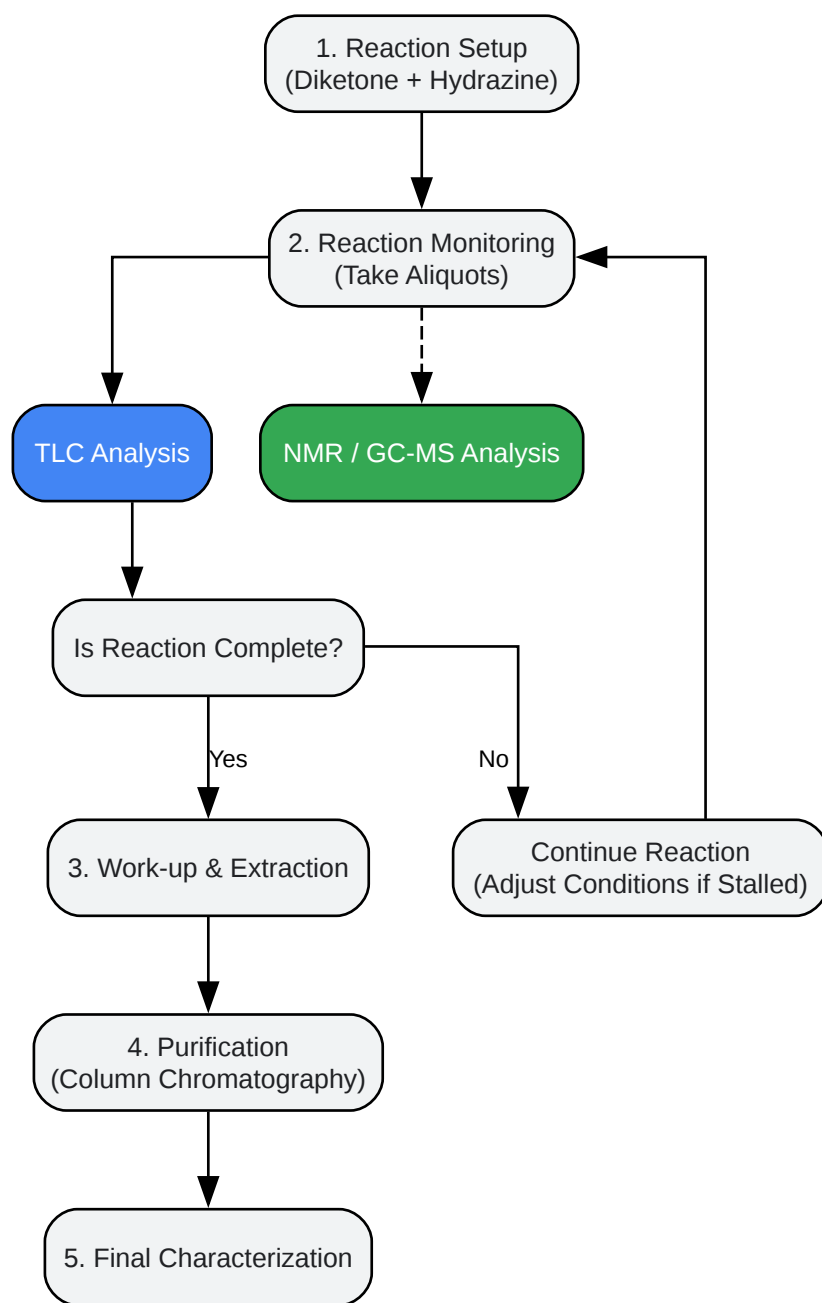 1. Reaction Setup
(Diketone + Hydrazine)
2. Reaction Monitoring
(Take Aliquots)
TLC Analysis
NMR / GC-MS Analysis
Is Reaction Complete?
Yes
No
3. Work-up & Extraction
Continue Reaction
(Adjust Conditions if Stalled)
4. Purification
(Column Chromatography)
5. Final Characterization